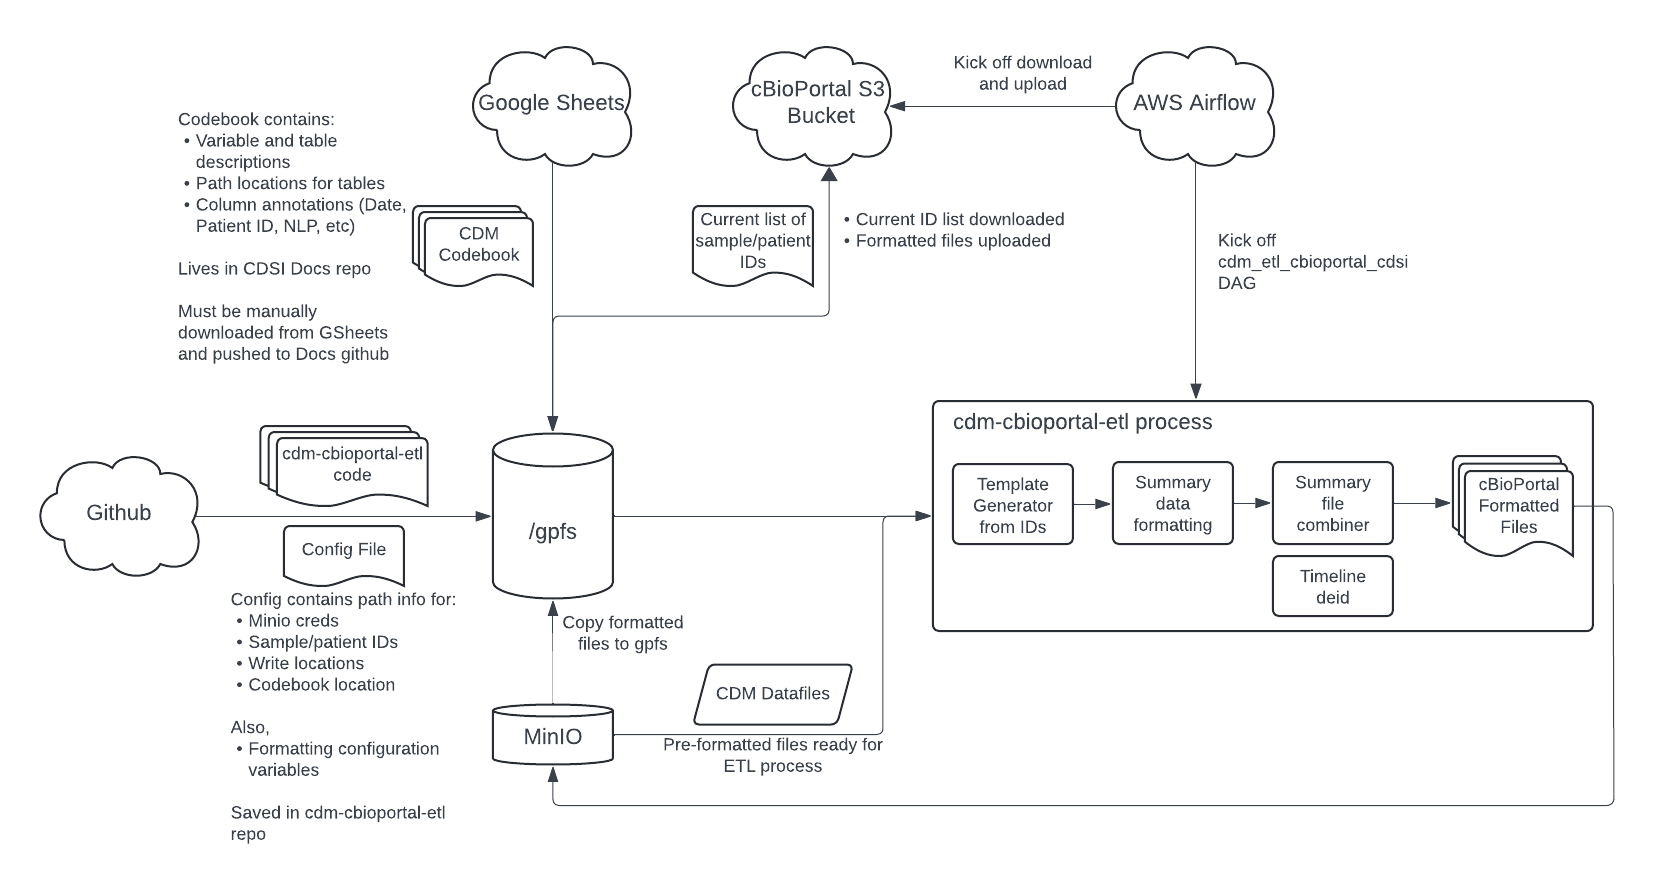 Google Sheets
cBioPortal S3
Bucket
Kick off download
and upload
AWS Airflow
Codebook contains:
• Variable and table
descriptions
• Path locations for tables
• Column annotations (Date,
Patient ID, NLP, etc)
Lives in CDSI Docs repo
Must be manually
downloaded from GSheets
and pushed to Docs github
CDM
Codebook
Current list of
sample/patient
IDs
• Current ID list downloaded
• Formatted files uploaded
Kick off
cdm_etl_cbioportal_cdsi
DAG
Github
cdm-cbioportal-etl
code
Config File
Config contains path info for:
• Minio creds
• Sample/patient IDs
• Write locations
• Codebook location
Also,
• Formatting configuration
variables
Saved in cdm-cbioportal-etl
repo
/gpfs
Copy formatted
files to gpfs
MinIO
CDM Datafiles
Pre-formatted files ready for
ETL process
cdm-cbioportal-etl process
Template
Generator
from IDs
Summary
data
formatting
Summary
file
combiner
Timeline
deid
cBioPortal
Formatted
Files